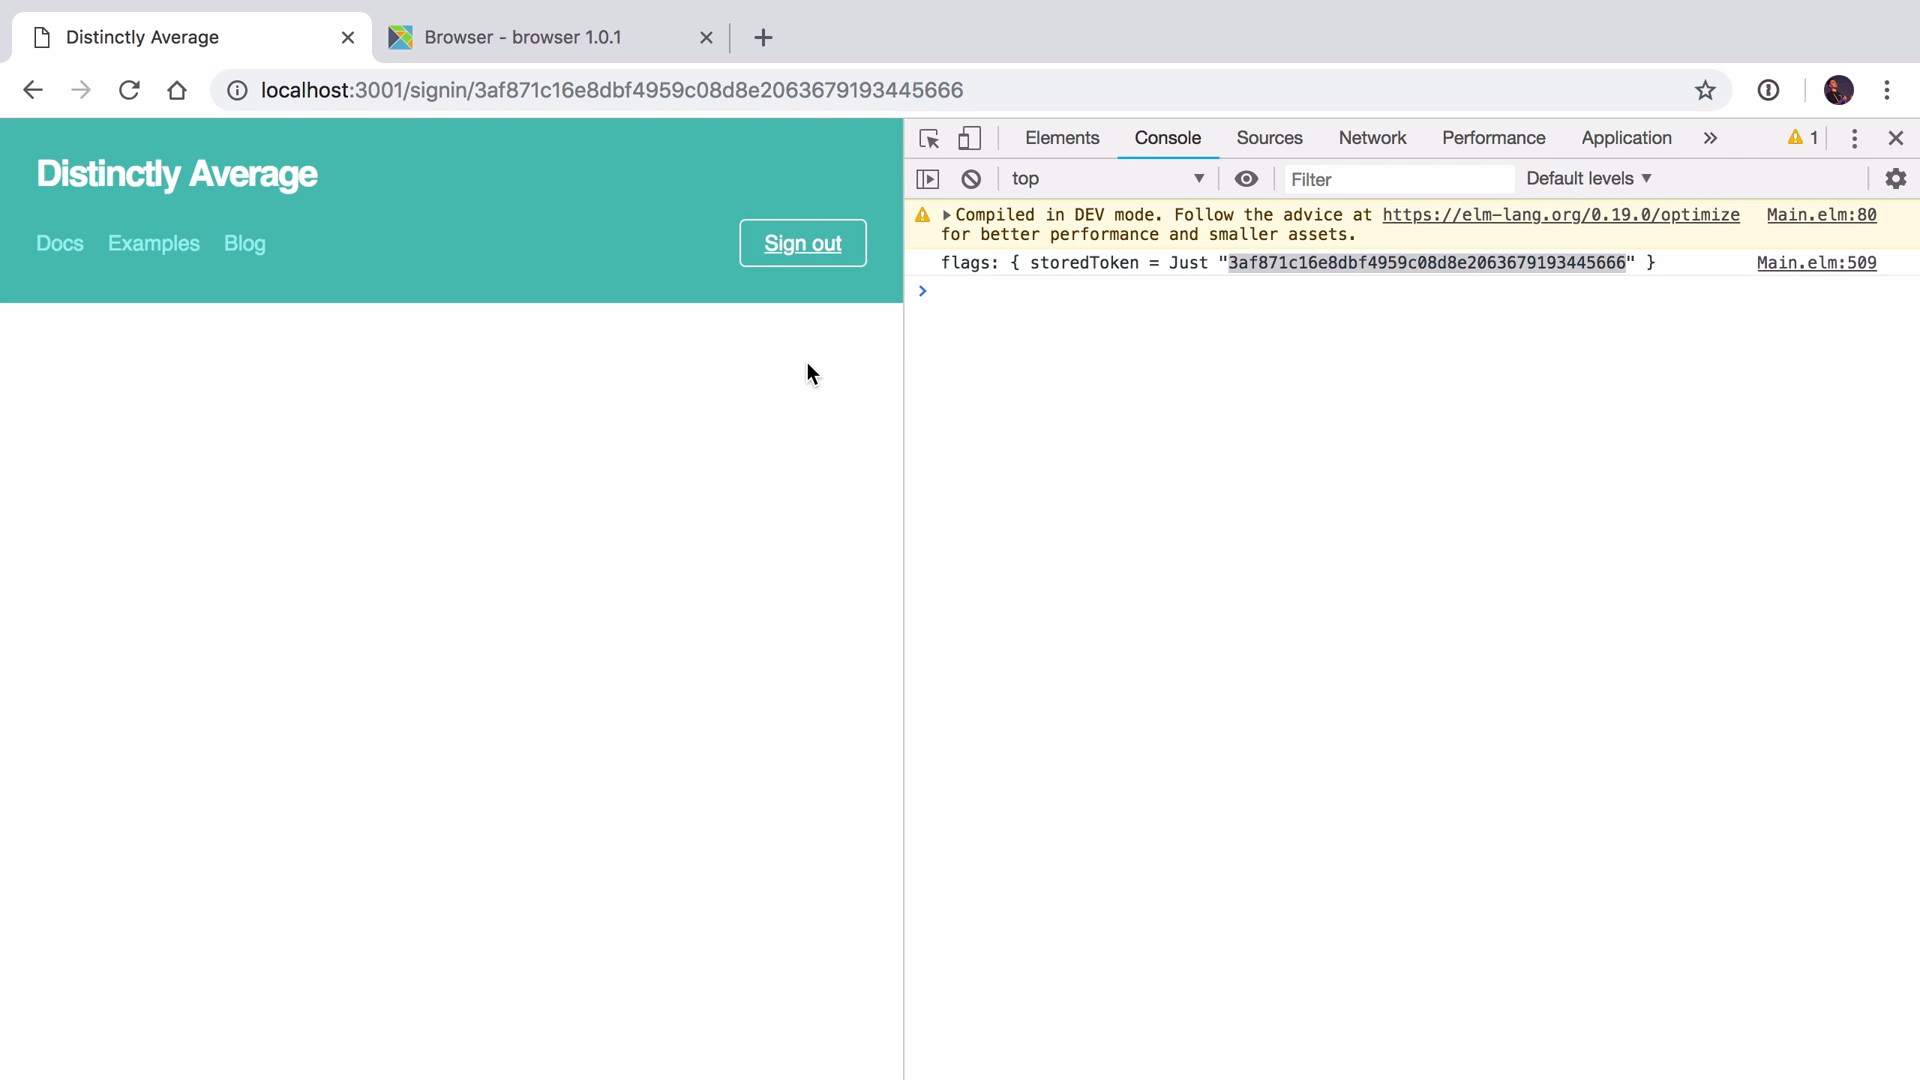 Distinctly Average
Browser - browser 1.0.1
localhost:3001/signin/3af871c16e8dbf4959c08d8e2063679193445666
Distinctly Average
Docs Examples Blog Sign out
Elements Console Sources Network Performance Application » 1
top Filter Default levels
Compiled in DEV mode. Follow the advice at https://elm-lang.org/0.19.0/optimize Main.elm:80
for better performance and smaller assets.
flags: { storedToken = Just "3af871c16e8dbf4959c08d8e2063679193445666" } Main.elm:509